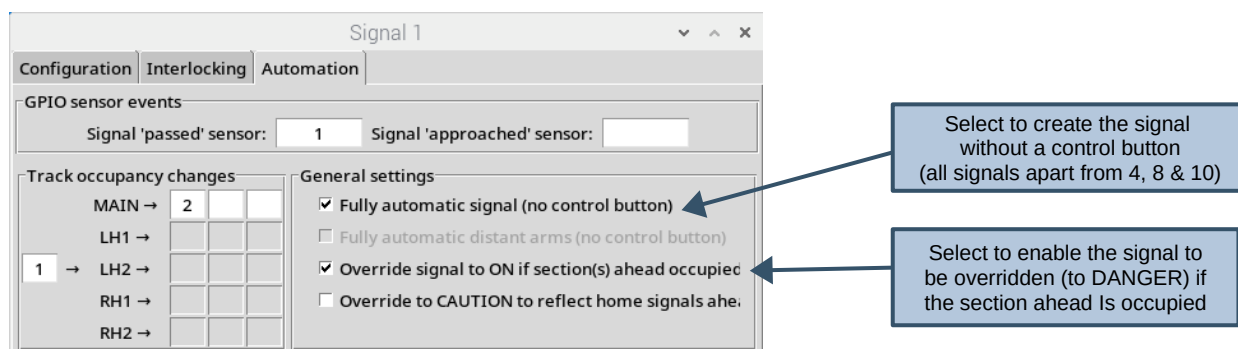 Signal 1
Configuration Interlocking Automation
GPIO sensor events
Signal 'passed' sensor: 1 Signal 'approached' sensor:
Track occupancy changes
MAIN → 2
LH1 →
1 → LH2 →
RH1 →
RH2 →
General settings
Fully automatic signal (no control button)
Fully automatic distant arms (no control button)
Override signal to ON if section(s) ahead occupied
Override to CAUTION to reflect home signals ahea
Select to create the signal
without a control button
(all signals apart from 4, 8 & 10)
Select to enable the signal to
be overridden (to DANGER) if
the section ahead Is occupied